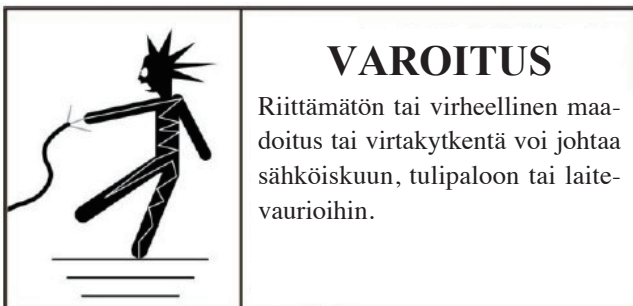 VAROITUS
Riittämätön tai virheellinen maa-
doitus tai virtakytkentä voi johtaa
sähköiskuun, tulipaloon tai laite-
vaurioihin.